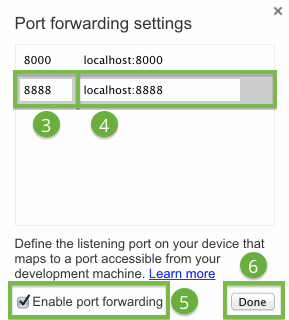 Port forwarding settings ×
8000 localhost:8000
8888 localhost:8888
3 4
Define the listening port on your device that
maps to a port accessible from your
development machine. Learn more
6
Enable port forwarding 5 Done